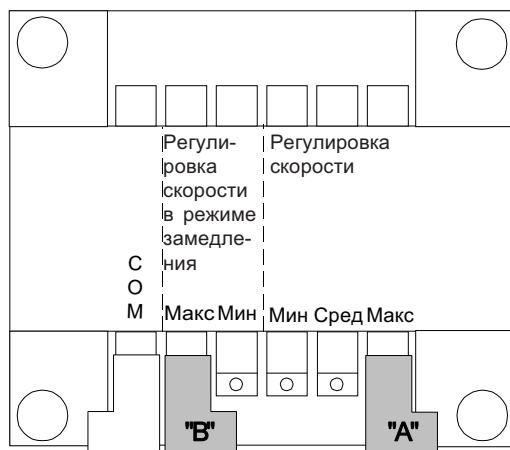 Регули-
ровка
скорости
в режиме
замедле-
ния
Регулировка
скорости
С
О
М
Макс Мин
Мин Сред Макс
"В"
"А"